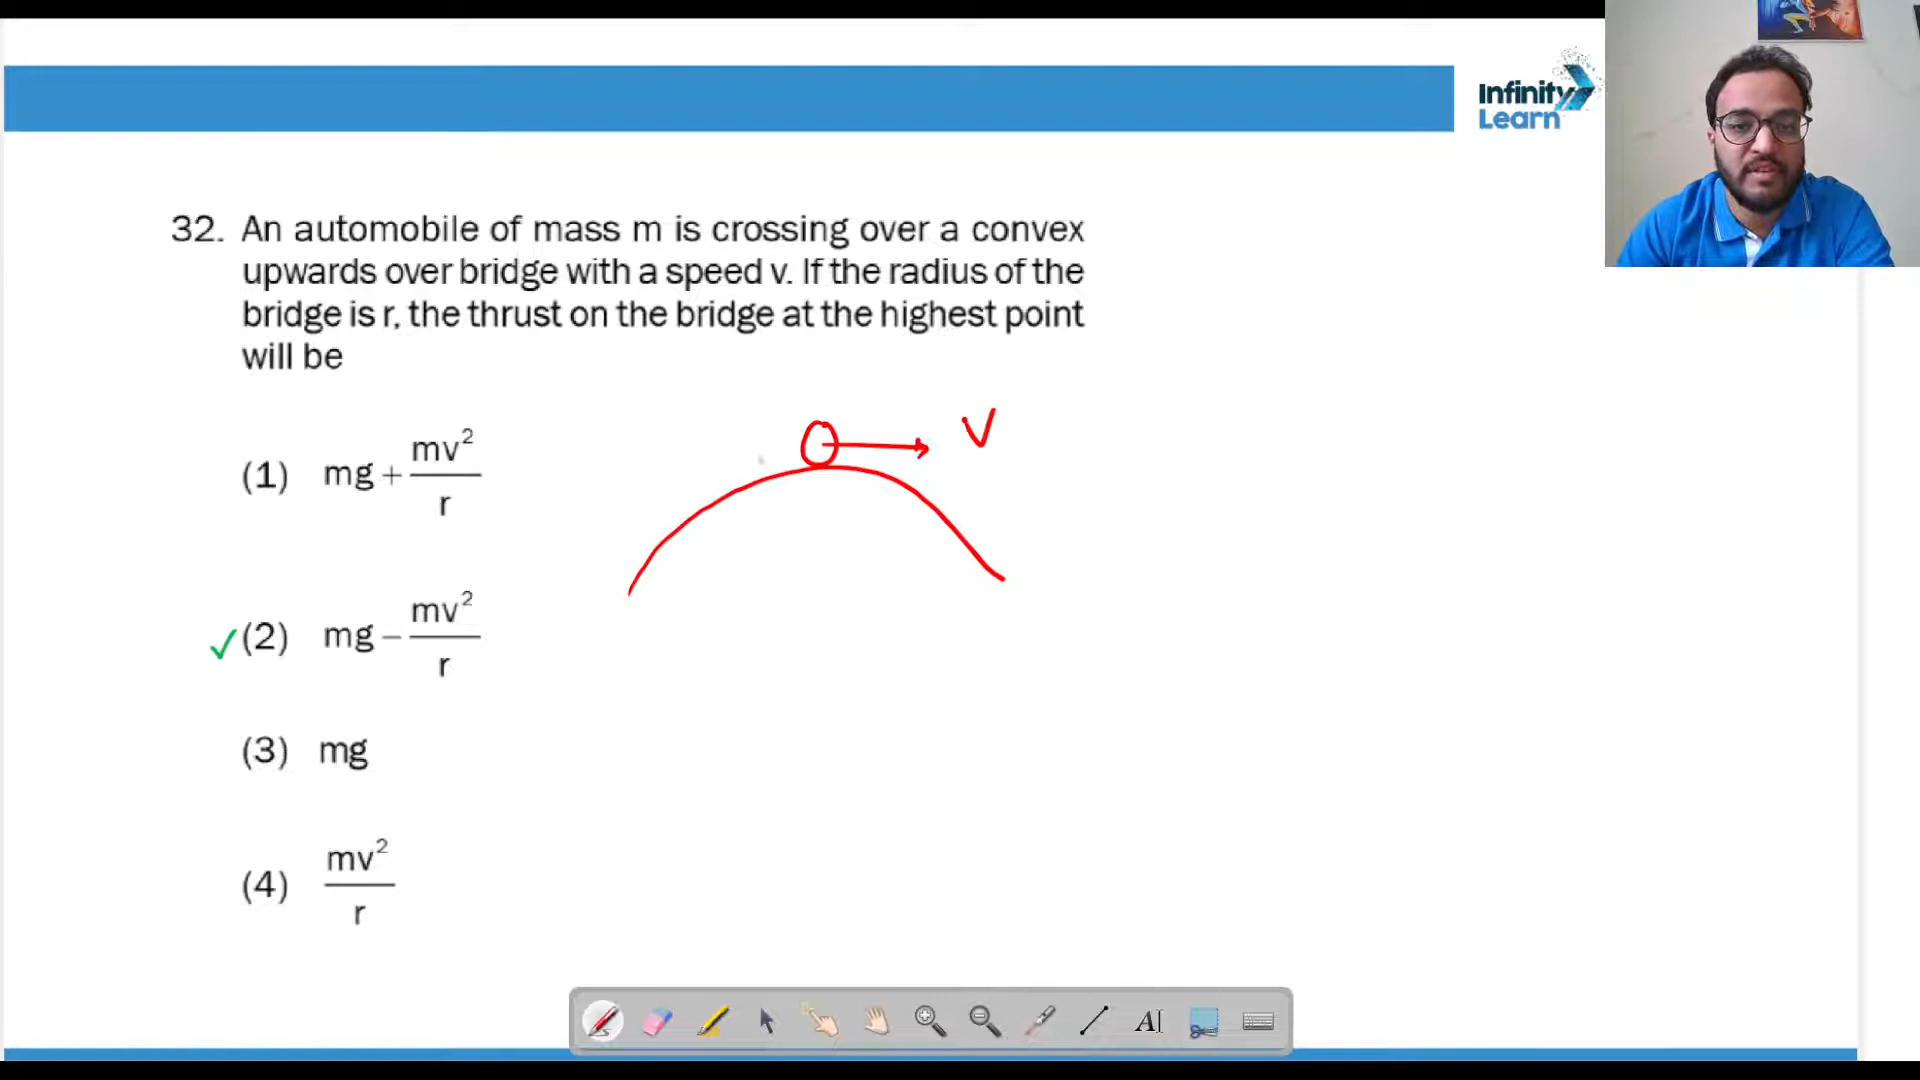 Infinity
Learn
32. An automobile of mass m is crossing over a convex
upwards over bridge with a speed v. If the radius of the
bridge is r, the thrust on the bridge at the highest point
will be
V
(1) mg + mv²/r
✓(2) mg − mv²/r
(3) mg
(4) mv²/r
A